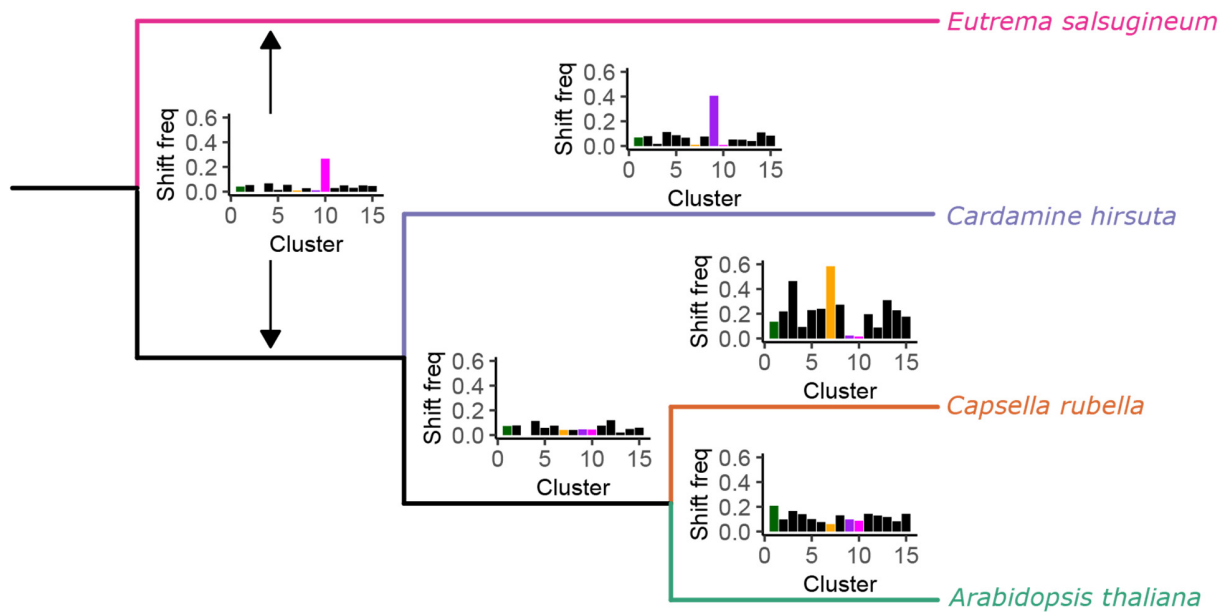 Eutrema salsugineum
Shift freq
0.6
0.4
0.2
0.0
0 5 10 15
Cluster
Shift freq
0.6
0.4
0.2
0.0
0 5 10 15
Cluster
Cardamine hirsuta
Shift freq
0.6
0.4
0.2
0.0
0 5 10 15
Cluster
Capsella rubella
Shift freq
0.6
0.4
0.2
0.0
0 5 10 15
Cluster
Shift freq
0.6
0.4
0.2
0.0
0 5 10 15
Cluster
Arabidopsis thaliana